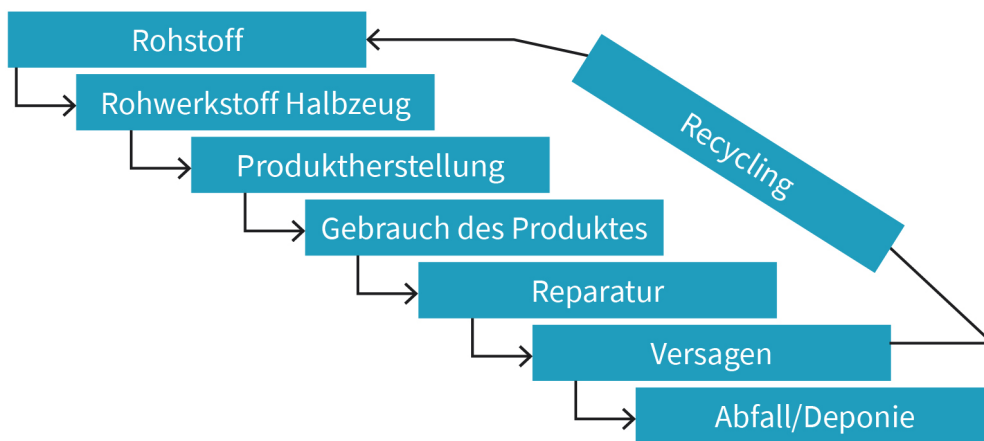 Rohstoff
Rohwerkstoff Halbzeug
Produktherstellung
Gebrauch des Produktes
Reparatur
Versagen
Abfall/Deponie
Recycling